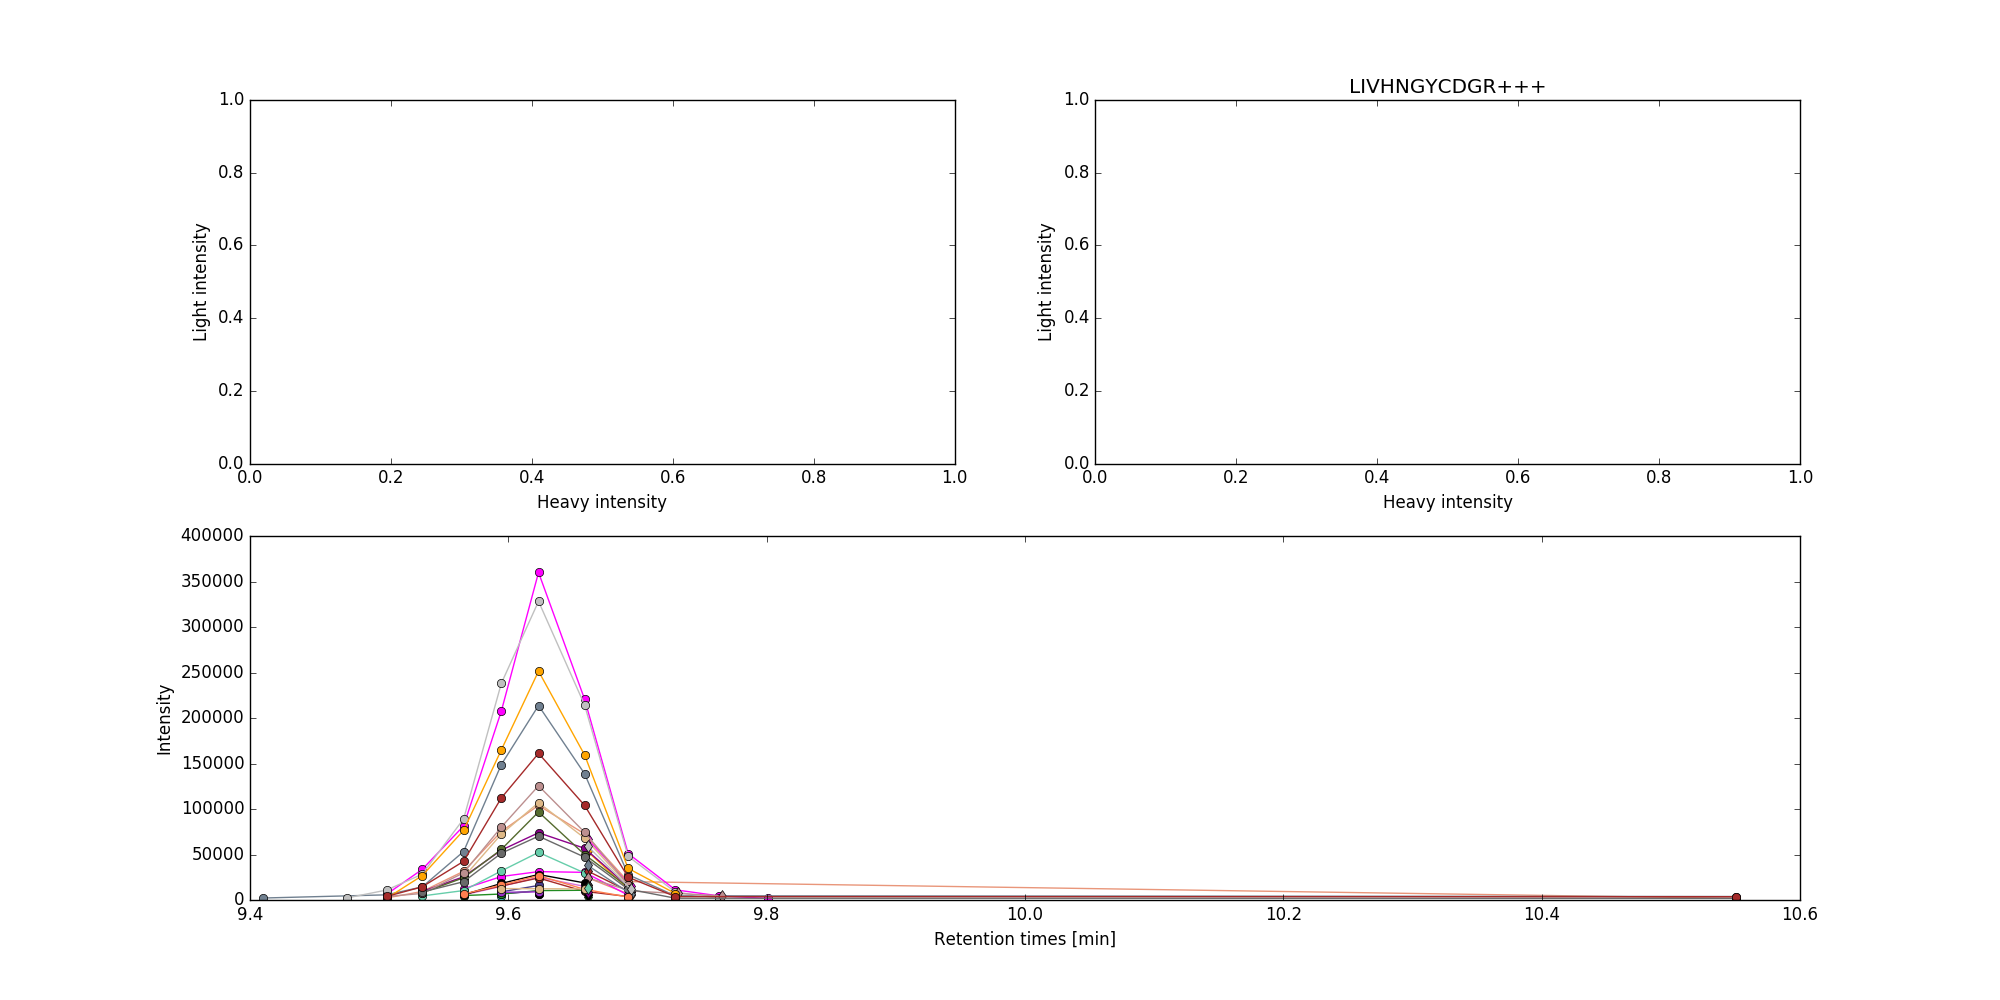 LIVHNGYCDGR+++
1.0
0.8
0.6
0.4
0.2
0.0
Light intensity
0.0 0.2 0.4 0.6 0.8 1.0
Heavy intensity
1.0
0.8
0.6
0.4
0.2
0.0
Light intensity
0.0 0.2 0.4 0.6 0.8 1.0
Heavy intensity
400000
350000
300000
250000
200000
150000
100000
50000
0
Intensity
9.4 9.6 9.8 10.0 10.2 10.4 10.6
Retention times [min]